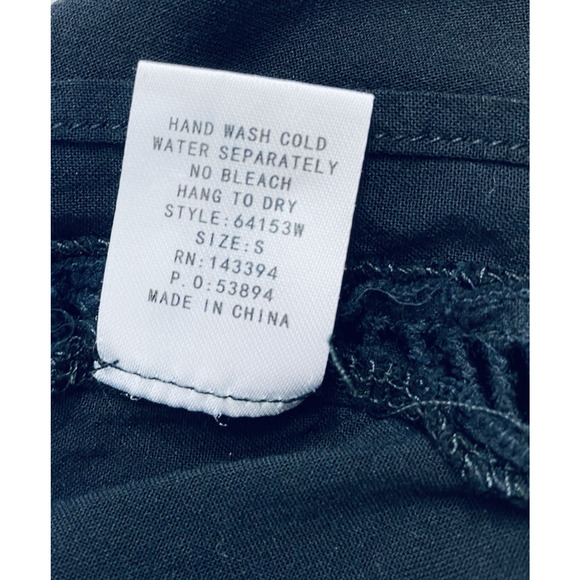 HAND WASH COLD
WATER SEPARATELY
NO BLEACH
HANG TO DRY
STYLE:64153W
SIZE:S
RN:143394
P.O:53894
MADE IN CHINA